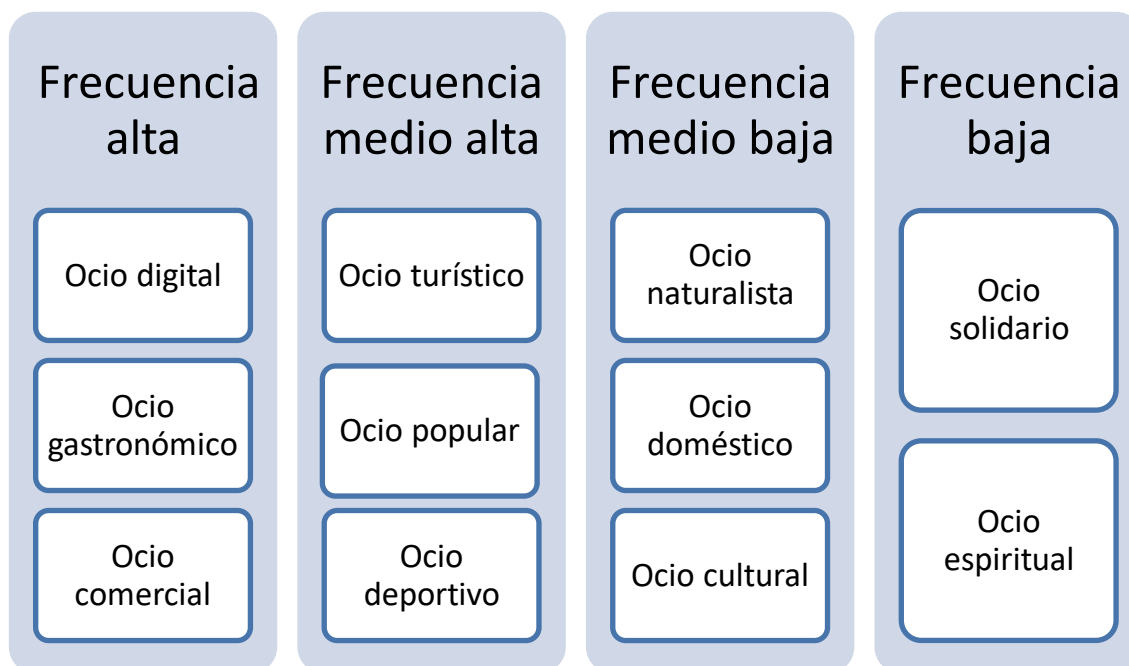 Frecuencia
alta
Ocio digital
Ocio
gastronómico
Ocio
comercial
Frecuencia
medio alta
Ocio turístico
Ocio popular
Ocio
deportivo
Frecuencia
medio baja
Ocio
naturalista
Ocio
doméstico
Ocio cultural
Frecuencia
baja
Ocio
solidario
Ocio
espiritual